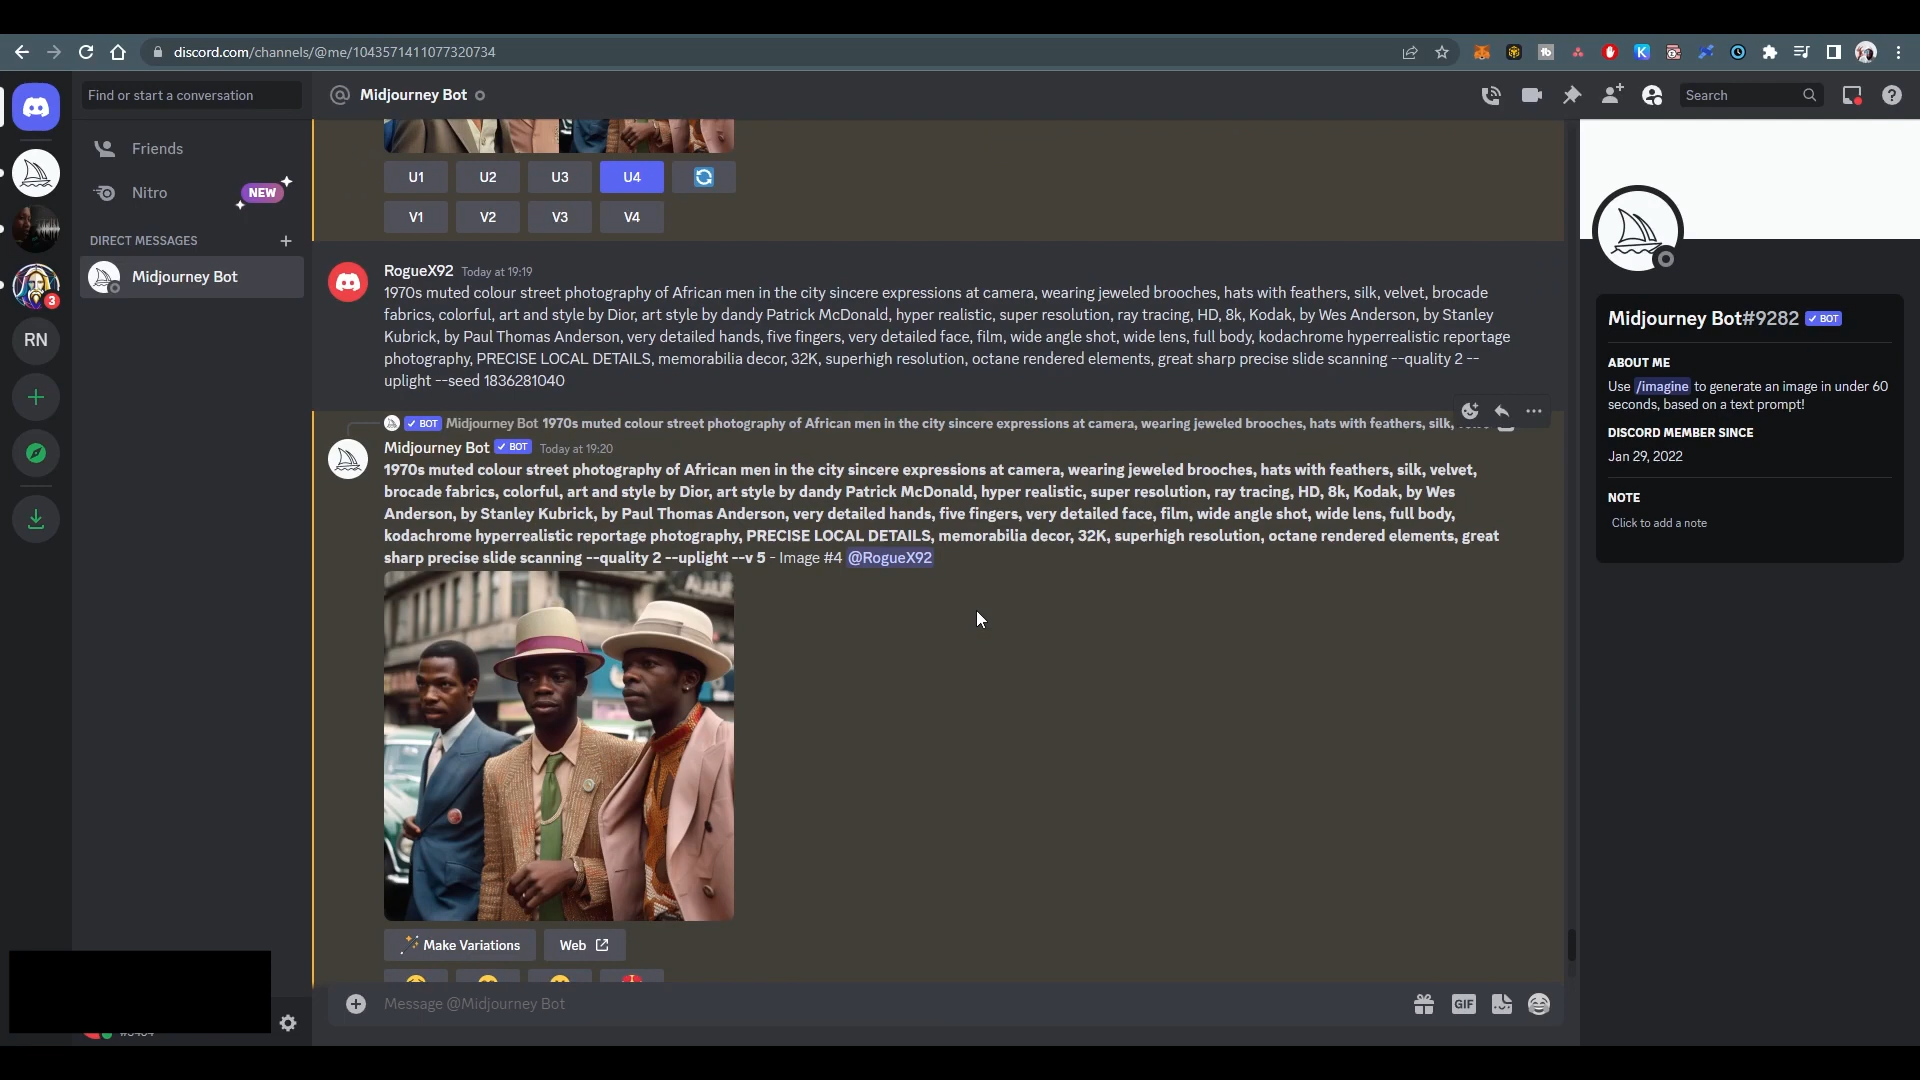 discord.com/channels/@me/1043571411077320734
Find or start a conversation
Midjourney Bot
Search
Friends
Nitro
NEW
DIRECT MESSAGES
Midjourney Bot
3
RN
U1 U2 U3 U4
V1 V2 V3 V4
RogueX92 Today at 19:19
1970s muted colour street photography of African men in the city sincere expressions at camera, wearing jeweled brooches, hats with feathers, silk, velvet, brocade
fabrics, colorful, art and style by Dior, art style by dandy Patrick McDonald, hyper realistic, super resolution, ray tracing, HD, 8k, Kodak, by Wes Anderson, by Stanley
Kubrick, by Paul Thomas Anderson, very detailed hands, five fingers, very detailed face, film, wide angle shot, wide lens, full body, kodachrome hyperrealistic reportage
photography, PRECISE LOCAL DETAILS, memorabilia decor, 32K, superhigh resolution, octane rendered elements, great sharp precise slide scanning --quality 2 --
uplight --seed 1836281040
BOT Midjourney Bot 1970s muted colour street photography of African men in the city sincere expressions at camera, wearing jeweled brooches, hats with feathers, silk,
Midjourney Bot BOT Today at 19:20
1970s muted colour street photography of African men in the city sincere expressions at camera, wearing jeweled brooches, hats with feathers, silk, velvet,
brocade fabrics, colorful, art and style by Dior, art style by dandy Patrick McDonald, hyper realistic, super resolution, ray tracing, HD, 8k, Kodak, by Wes
Anderson, by Stanley Kubrick, by Paul Thomas Anderson, very detailed hands, five fingers, very detailed face, film, wide angle shot, wide lens, full body,
kodachrome hyperrealistic reportage photography, PRECISE LOCAL DETAILS, memorabilia decor, 32K, superhigh resolution, octane rendered elements, great
sharp precise slide scanning --quality 2 --uplight --v 5 - Image #4 @RogueX92
Make Variations Web
Message @Midjourney Bot
GIF
Midjourney Bot#9282 BOT
ABOUT ME
Use /imagine to generate an image in under 60
seconds, based on a text prompt!
DISCORD MEMBER SINCE
Jan 29, 2022
NOTE
Click to add a note